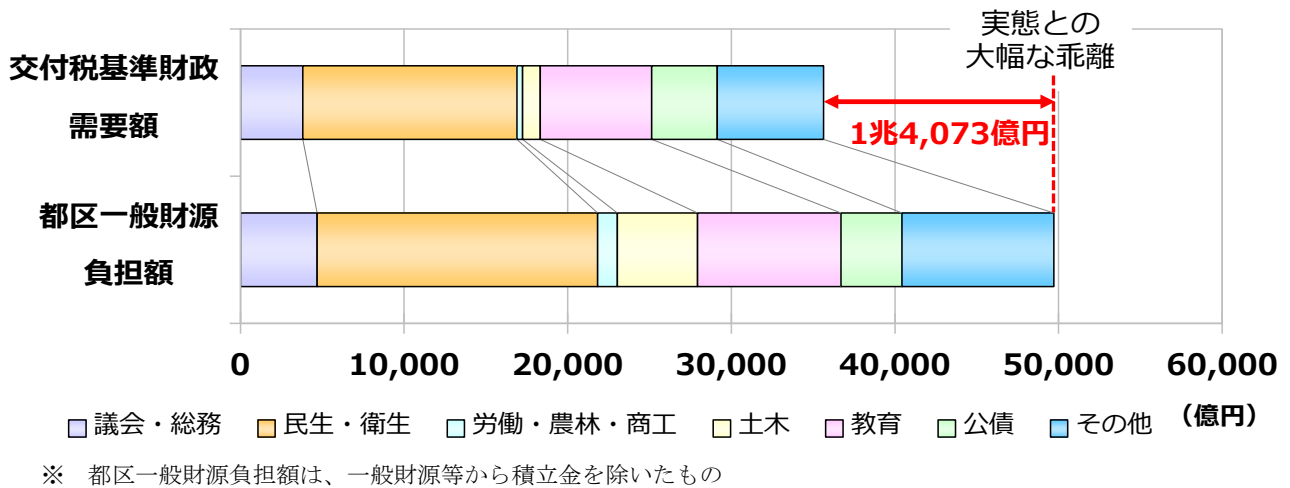 実態との
大幅な乖離
交付税基準財政
需要額
1兆4,073億円
都区一般財源
負担額
0 10,000 20,000 30,000 40,000 50,000 60,000
（億円）
議会・総務 民生・衛生 労働・農林・商工 土木 教育 公債 その他
※　都区一般財源負担額は、一般財源等から積立金を除いたもの